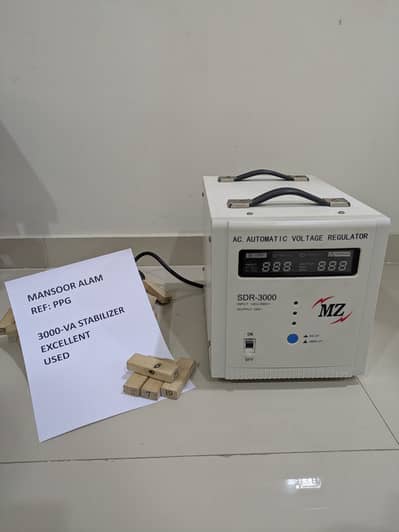 MANSOOR ALAM
REF: PPG
3000-VA STABILIZER
EXCELLENT
USED
AC. AUTOMATIC VOLTAGE REGULATOR
888 888
SDR-3000
MZ
ON
OFF